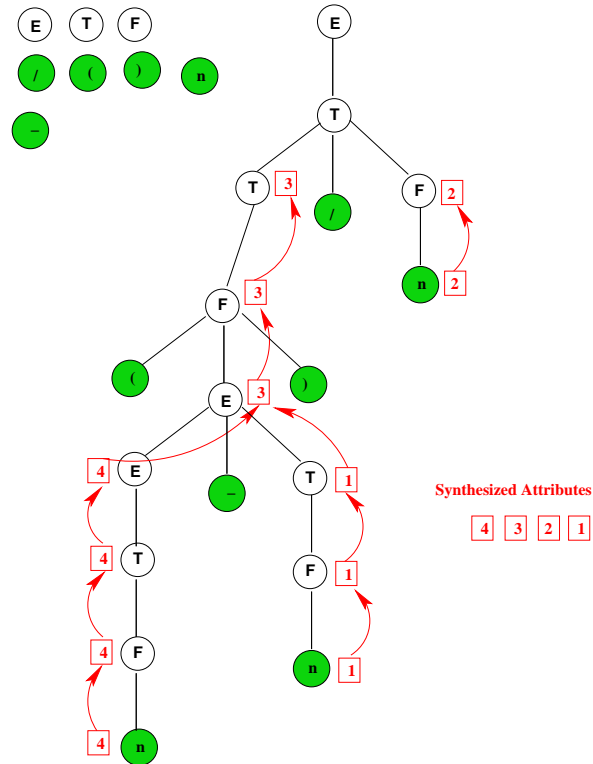 E T F E
/ ( ) n
–
T
T 3 / F 2
3 n 2
F
( )
E 3
4 E T 1
–
4 T F 1
4 F n 1
4 n
Synthesized Attributes
4 3 2 1